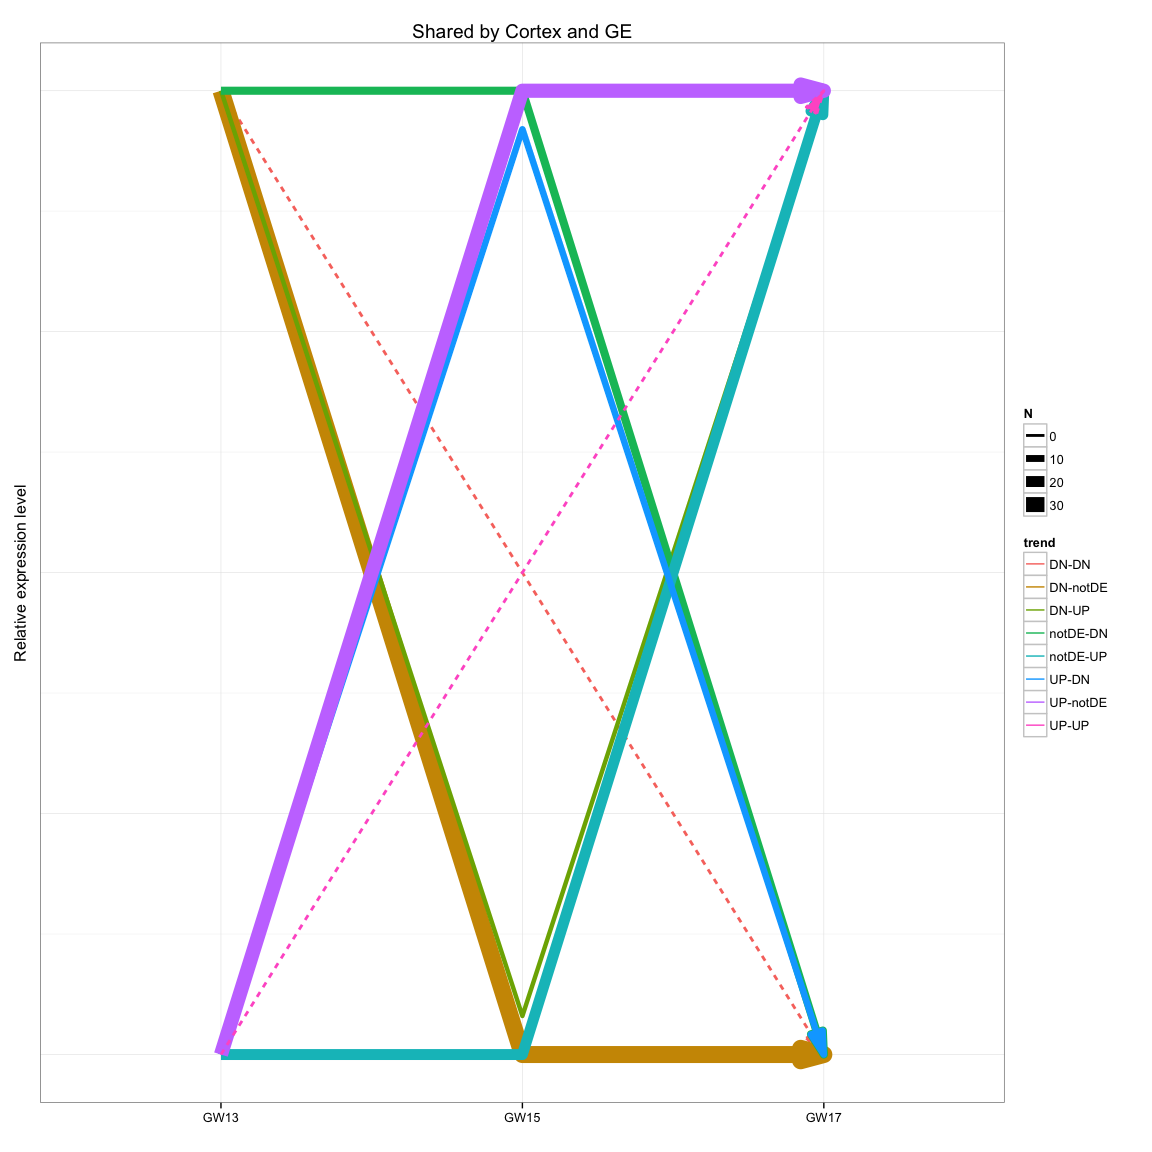 Shared by Cortex and GE
Relative expression level
GW13
GW15
GW17
N
0
10
20
30
trend
DN-DN
DN-notDE
DN-UP
notDE-DN
notDE-UP
UP-DN
UP-notDE
UP-UP